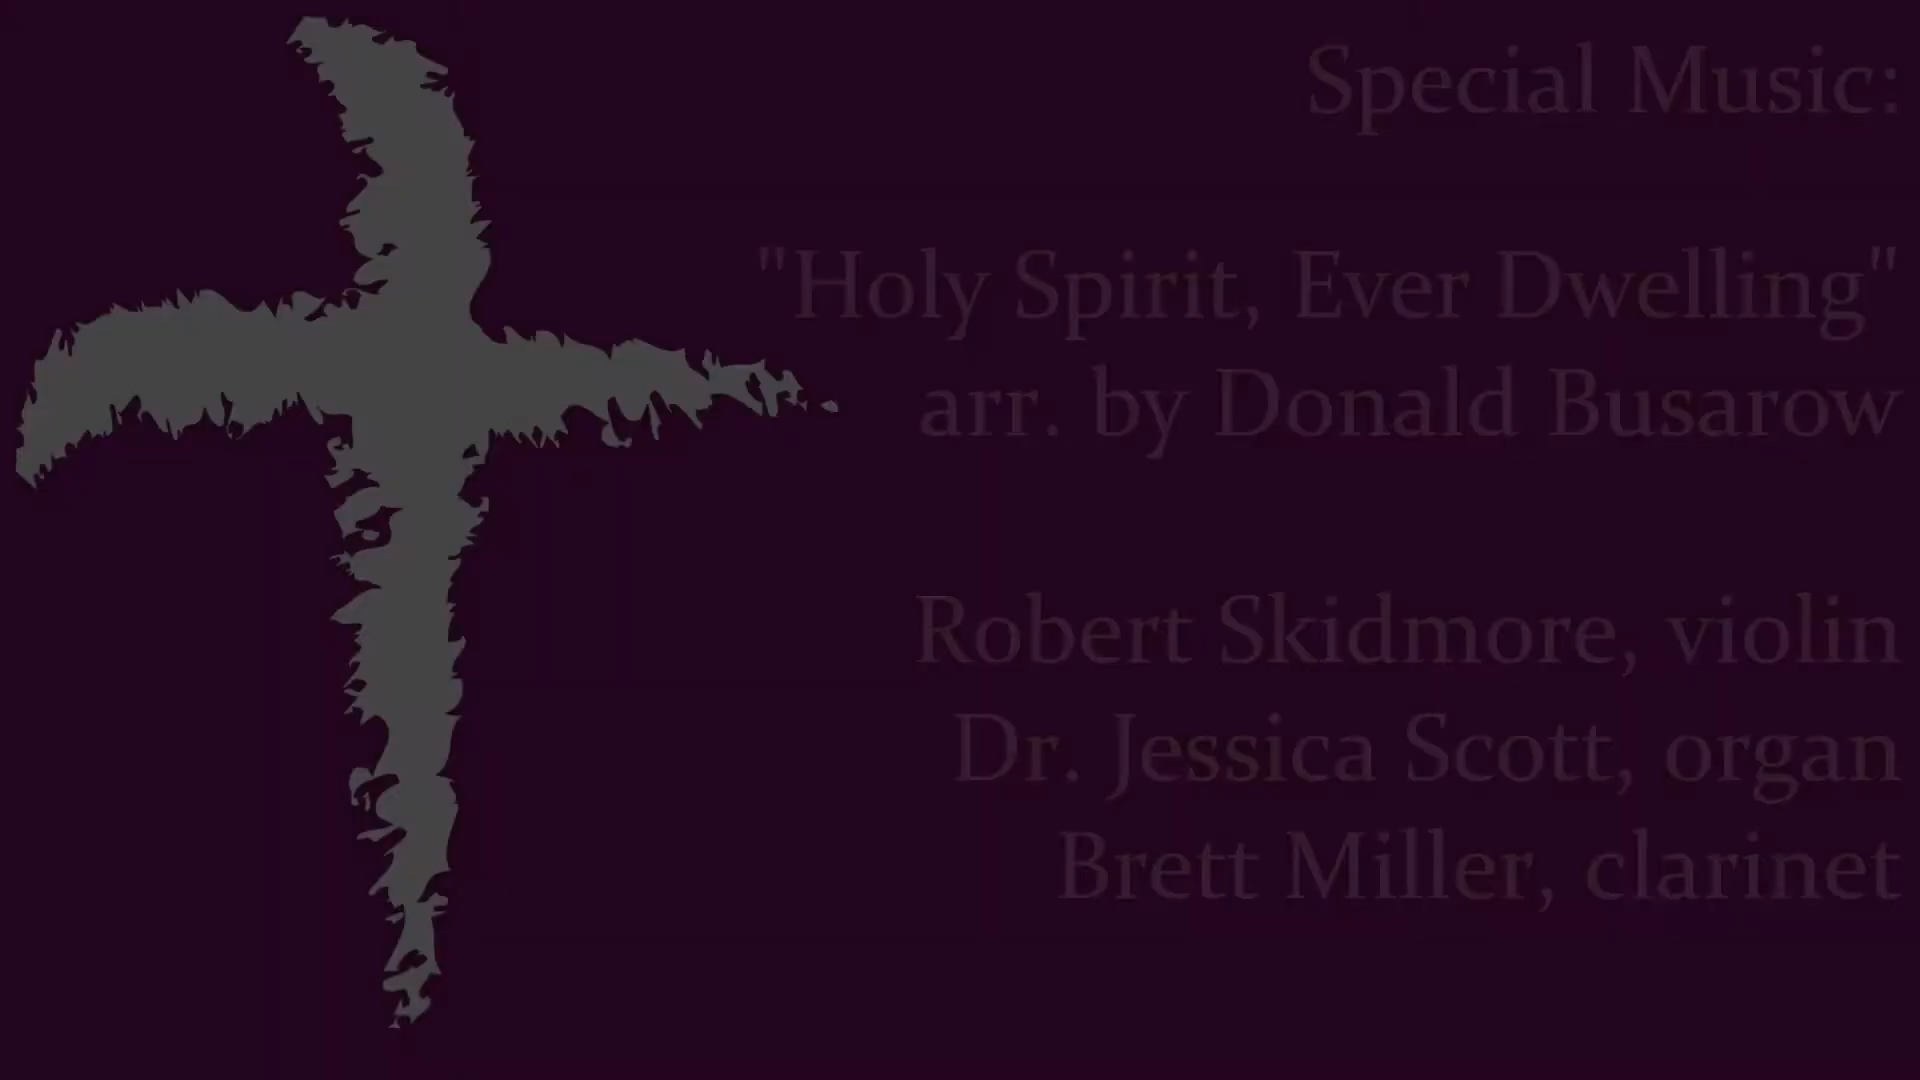 Special Music:
"Holy Spirit, Ever Dwelling"
arr. by Donald Busarow
Robert Skidmore, violin
Dr. Jessica Scott, organ
Brett Miller, clarinet